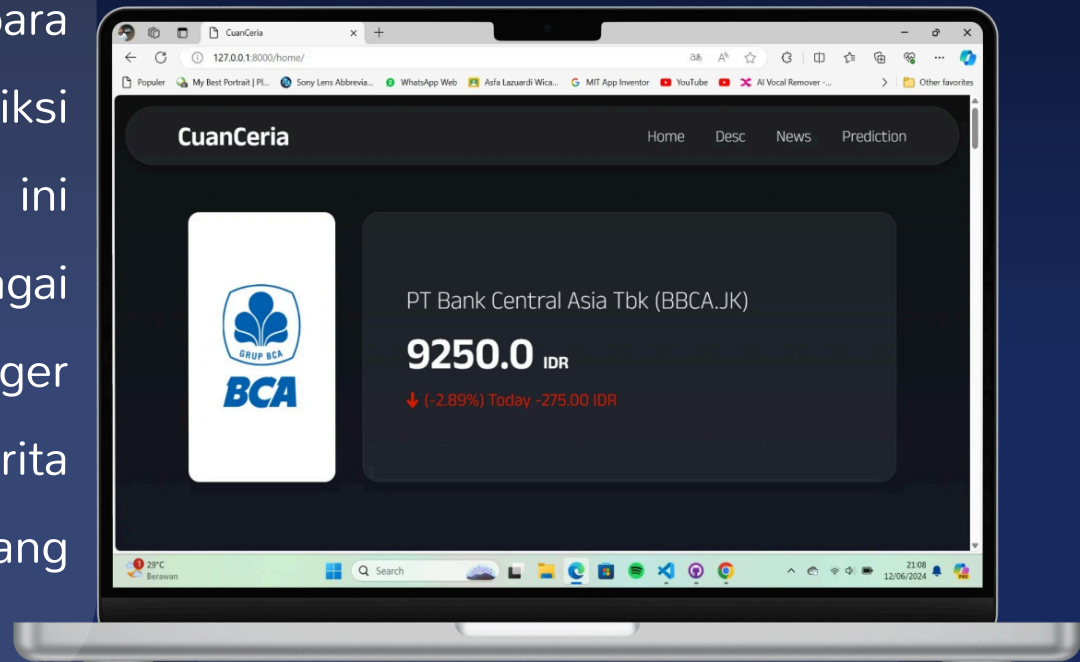 para
iksi
ini
agai
ger
rita
ang
CuanCeria
127.0.0.1:8000/home/
Populer
My Best Portrait | Pl...
Sony Lens Abbrevia...
WhatsApp Web
Asfa Lazuardi Wica...
MIT App Inventor
YouTube
AI Vocal Remover -...
Other favorites
CuanCeria
Home Desc News Prediction
GRUP BCA
BCA
PT Bank Central Asia Tbk (BBCA.JK)
9250.0 IDR
(-2.89%) Today -275.00 IDR
29°C
Berawan
Search
21:08
12/06/2024